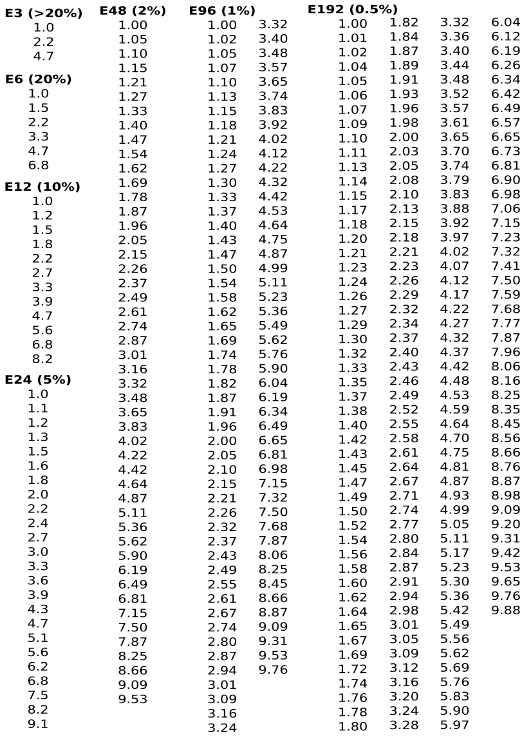 E3 (>20%)
1.0
2.2
4.7
E6 (20%)
1.0
1.5
2.2
3.3
4.7
6.8
E12 (10%)
1.0
1.2
1.5
1.8
2.2
2.7
3.3
3.9
4.7
5.6
6.8
8.2
E24 (5%)
1.0
1.1
1.2
1.3
1.5
1.6
1.8
2.0
2.2
2.4
2.7
3.0
3.3
3.6
3.9
4.3
4.7
5.1
5.6
6.2
6.8
7.5
8.2
9.1
E48 (2%)
1.00
1.05
1.10
1.15
1.21
1.27
1.33
1.40
1.47
1.54
1.62
1.69
1.78
1.87
1.96
2.05
2.15
2.26
2.37
2.49
2.61
2.74
2.87
3.01
3.16
3.32
3.48
3.65
3.83
4.02
4.22
4.42
4.64
4.87
5.11
5.36
5.62
5.90
6.19
6.49
6.81
7.15
7.50
7.87
8.25
8.66
9.09
9.53
E96 (1%)
1.00 3.32
1.02 3.40
1.05 3.48
1.07 3.57
1.10 3.65
1.13 3.74
1.15 3.83
1.18 3.92
1.21 4.02
1.24 4.12
1.27 4.22
1.30 4.32
1.33 4.42
1.37 4.53
1.40 4.64
1.43 4.75
1.47 4.87
1.50 4.99
1.54 5.11
1.58 5.23
1.62 5.36
1.65 5.49
1.69 5.62
1.74 5.76
1.78 5.90
1.82 6.04
1.87 6.19
1.91 6.34
1.96 6.49
2.00 6.65
2.05 6.81
2.10 6.98
2.15 7.15
2.21 7.32
2.26 7.50
2.32 7.68
2.37 7.87
2.43 8.06
2.49 8.25
2.55 8.45
2.61 8.66
2.67 8.87
2.74 9.09
2.80 9.31
2.87 9.53
2.94 9.76
3.01
3.09
3.16
3.24
E192 (0.5%)
1.00 1.82 3.32 6.04
1.01 1.84 3.36 6.12
1.02 1.87 3.40 6.19
1.04 1.89 3.44 6.26
1.05 1.91 3.48 6.34
1.06 1.93 3.52 6.42
1.07 1.96 3.57 6.49
1.09 1.98 3.61 6.57
1.10 2.00 3.65 6.65
1.11 2.03 3.70 6.73
1.13 2.05 3.74 6.81
1.14 2.08 3.79 6.90
1.15 2.10 3.83 6.98
1.17 2.13 3.88 7.06
1.18 2.15 3.92 7.15
1.20 2.18 3.97 7.23
1.21 2.21 4.02 7.32
1.23 2.23 4.07 7.41
1.24 2.26 4.12 7.50
1.26 2.29 4.17 7.59
1.27 2.32 4.22 7.68
1.29 2.34 4.27 7.77
1.30 2.37 4.32 7.87
1.32 2.40 4.37 7.96
1.33 2.43 4.42 8.06
1.35 2.46 4.48 8.16
1.37 2.49 4.53 8.25
1.38 2.52 4.59 8.35
1.40 2.55 4.64 8.45
1.42 2.58 4.70 8.56
1.43 2.61 4.75 8.66
1.45 2.64 4.81 8.76
1.47 2.67 4.87 8.87
1.49 2.71 4.93 8.98
1.50 2.74 4.99 9.09
1.52 2.77 5.05 9.20
1.54 2.80 5.11 9.31
1.56 2.84 5.17 9.42
1.58 2.87 5.23 9.53
1.60 2.91 5.30 9.65
1.62 2.94 5.36 9.76
1.64 2.98 5.42 9.88
1.65 3.01 5.49
1.67 3.05 5.56
1.69 3.09 5.62
1.72 3.12 5.69
1.74 3.16 5.76
1.76 3.20 5.83
1.78 3.24 5.90
1.80 3.28 5.97